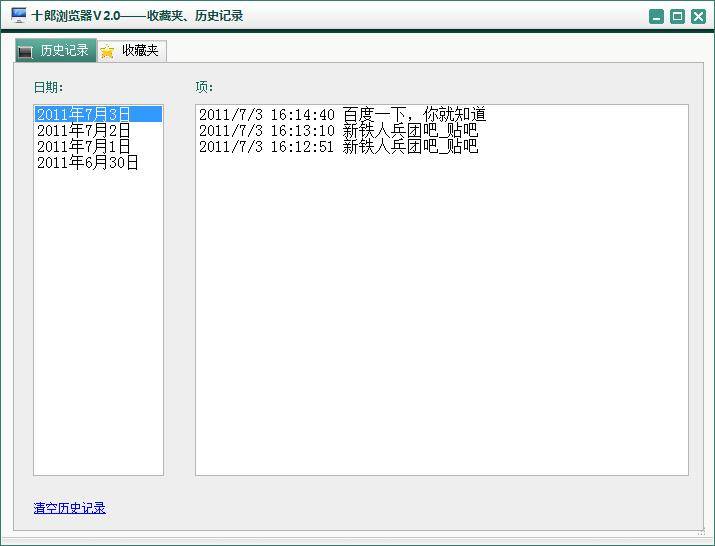 十郎浏览器V 2.0——收藏夹、历史记录
历史记录
收藏夹
日期：
项：
2011年7月3日
2011年7月2日
2011年7月1日
2011年6月30日
2011/7/3 16:14:40 百度一下，你就知道
2011/7/3 16:13:10 新铁人兵团吧_贴吧
2011/7/3 16:12:51 新铁人兵团吧_贴吧
清空历史记录